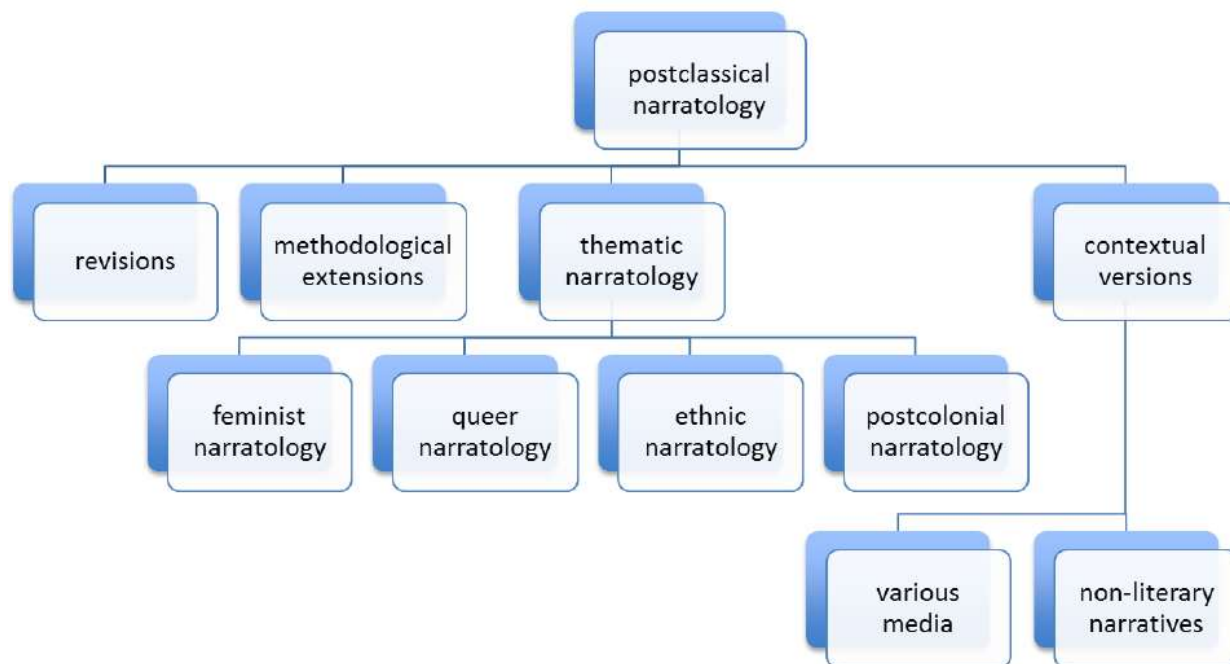 postclassical
narratology
revisions
methodological
extensions
thematic
narratology
contextual
versions
feminist
narratology
queer
narratology
ethnic
narratology
postcolonial
narratology
various
media
non-literary
narratives